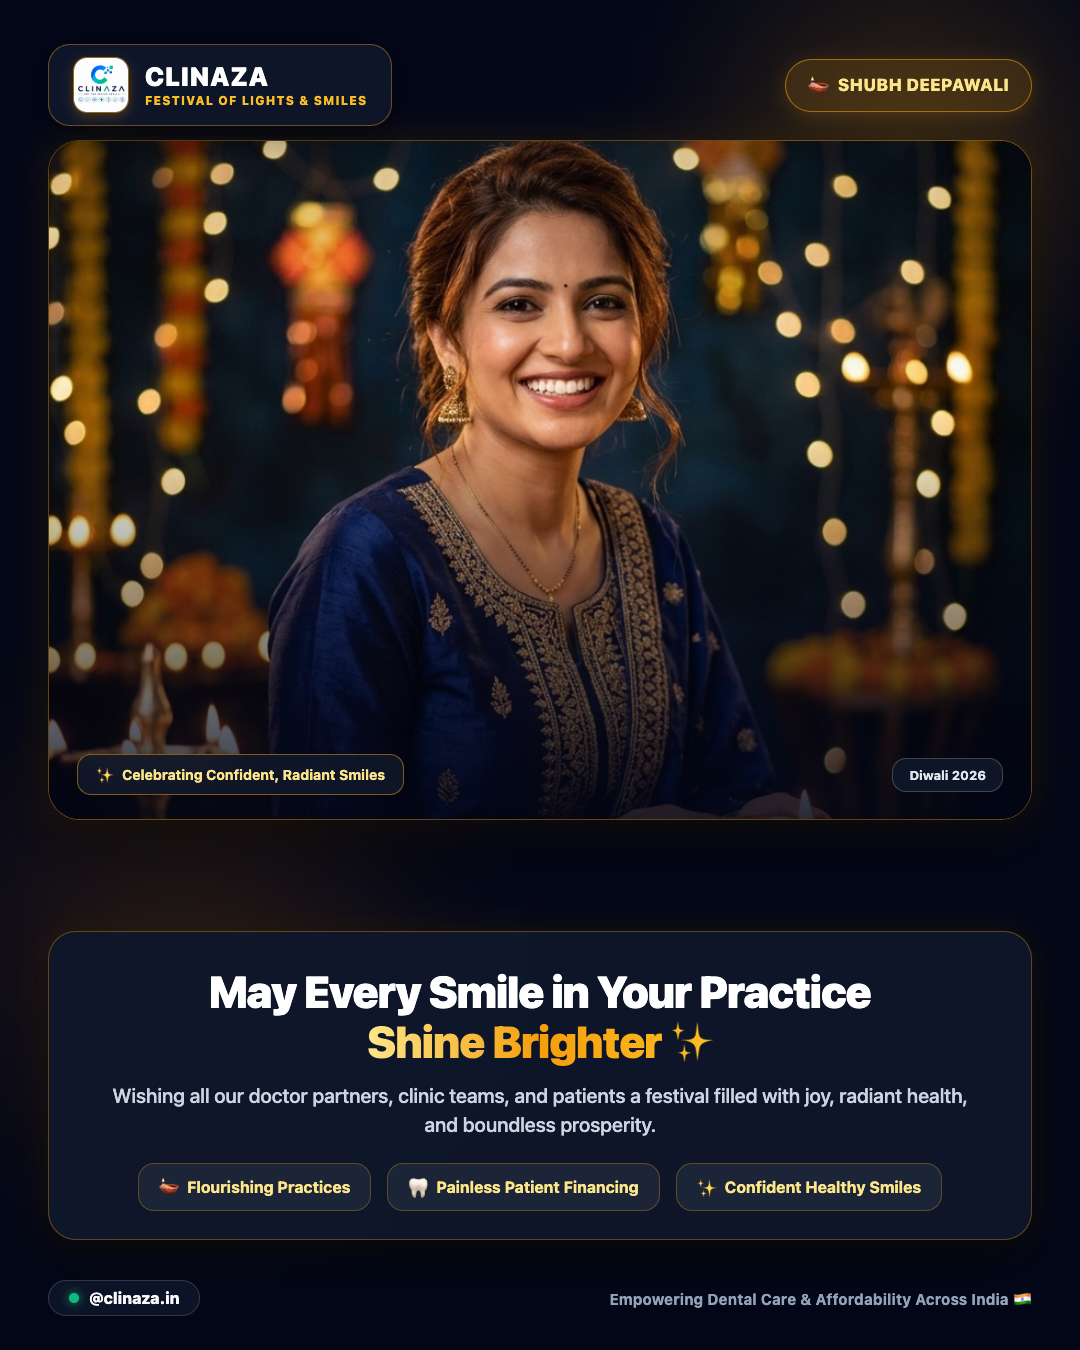 CLINAZA
CLINAZA
FESTIVAL OF LIGHTS & SMILES
🪔 SHUBH DEEPAWALI
✨ Celebrating Confident, Radiant Smiles
Diwali 2026
May Every Smile in Your Practice
Shine Brighter ✨
Wishing all our doctor partners, clinic teams, and patients a festival filled with joy, radiant health,
and boundless prosperity.
🪔 Flourishing Practices
🦷 Painless Patient Financing
✨ Confident Healthy Smiles
@clinaza.in
Empowering Dental Care & Affordability Across India 🇮🇳